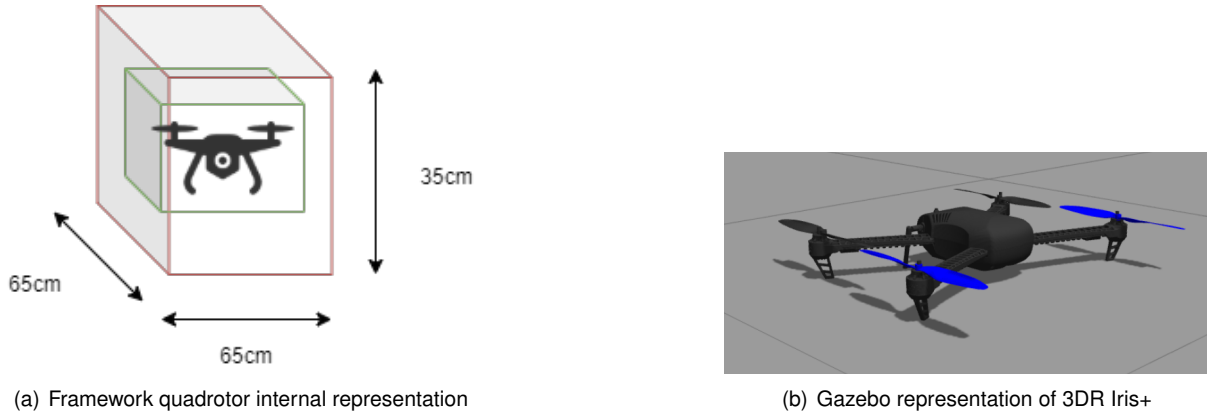 35cm
65cm
65cm
(a) Framework quadrotor internal representation
(b) Gazebo representation of 3DR Iris+